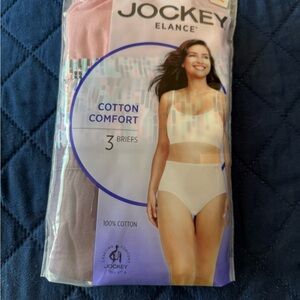 JOCKEY
ELANCE®
COTTON
COMFORT
3 BRIEFS
100% COTTON
JOCKEY